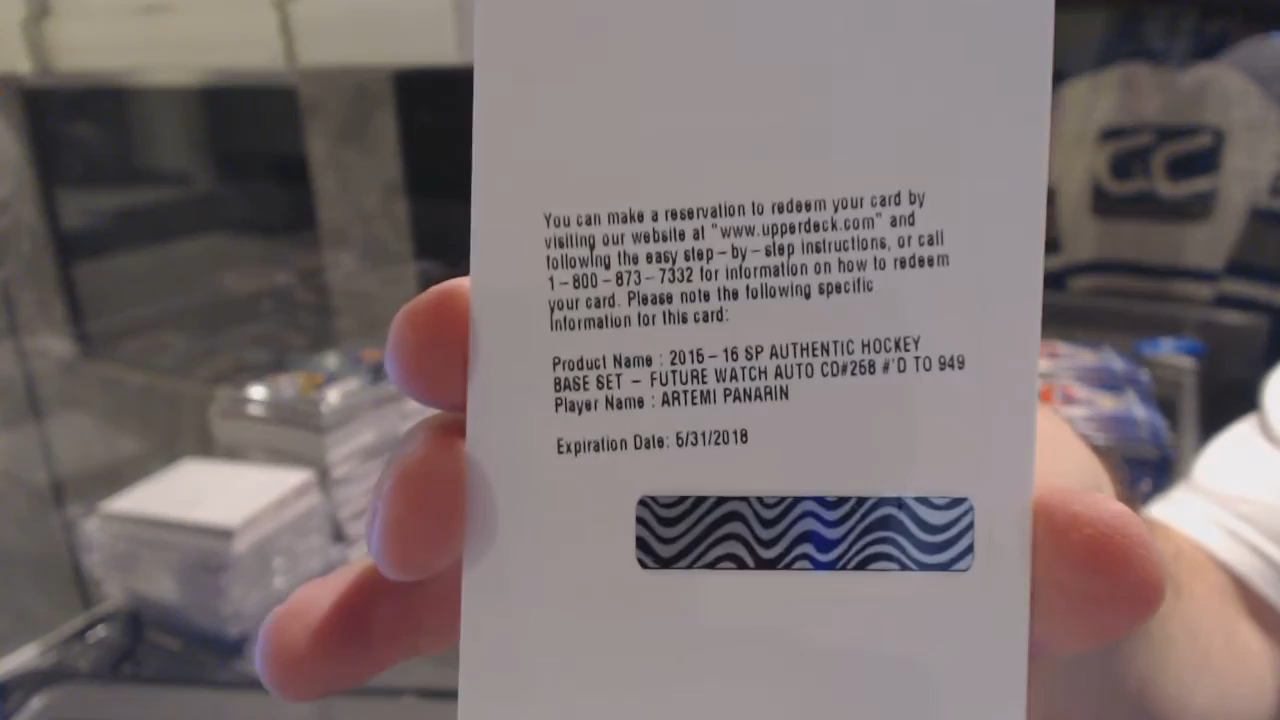 You can make a reservation to redeem your card by
visiting our website at "www.upperdeck.com" and
following the easy step-by-step instructions, or call
1-800-873-7332 for information on how to redeem
your card. Please note the following specific
information for this card:
Product Name : 2015-16 SP AUTHENTIC HOCKEY
BASE SET - FUTURE WATCH AUTO CD#258 #'D TO 949
Player Name : ARTEMI PANARIN
Expiration Date: 5/31/2018
CC